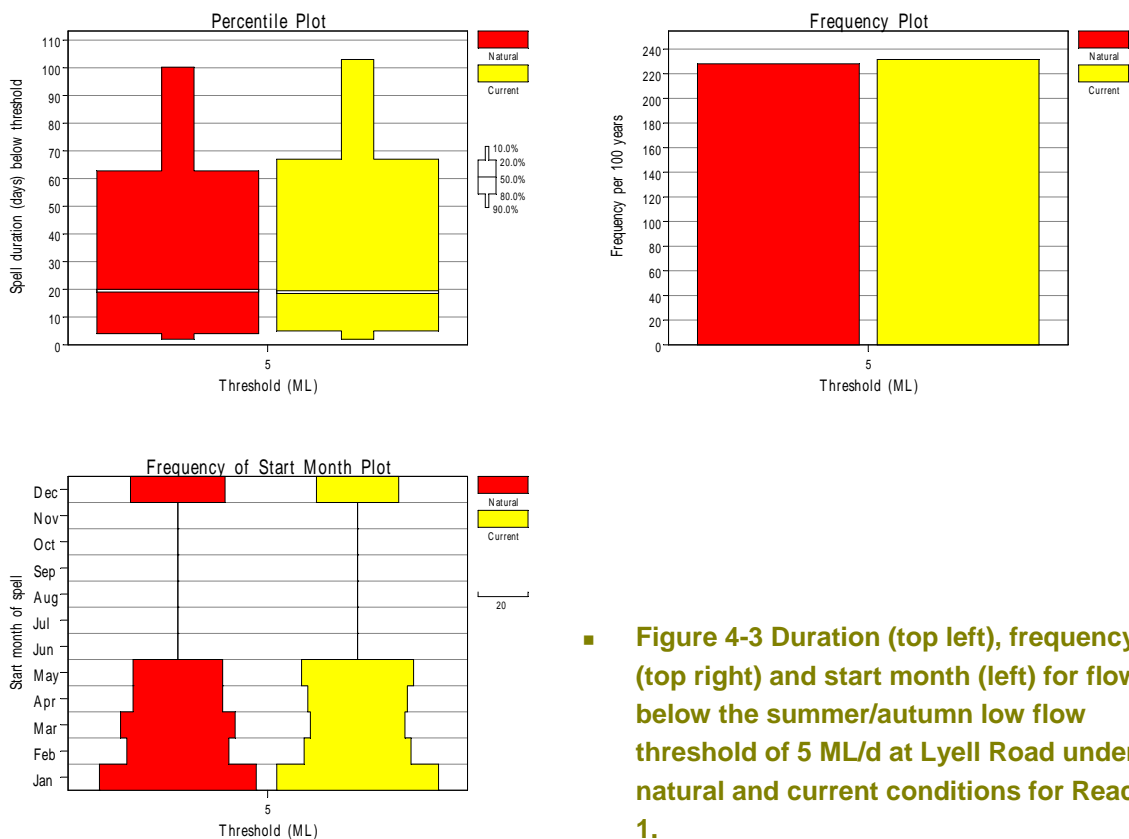 Percentile Plot
110
100
90
80
70
60
50
40
30
20
10
0
Spell duration (days) below threshold
5
Threshold (ML)
Natural
Current
10.0%
20.0%
50.0%
80.0%
90.0%
Frequency Plot
240
220
200
180
160
140
120
100
80
60
40
20
0
Frequency per 100 years
5
Threshold (ML)
Natural
Current
Frequency of Start Month Plot
Dec
Nov
Oct
Sep
Aug
Jul
Jun
May
Apr
Mar
Feb
Jan
Start month of spell
5
Threshold (ML)
Natural
Current
20
▪ Figure 4-3 Duration (top left), frequency
(top right) and start month (left) for flow
below the summer/autumn low flow
threshold of 5 ML/d at Lyell Road under
natural and current conditions for Reac
1.